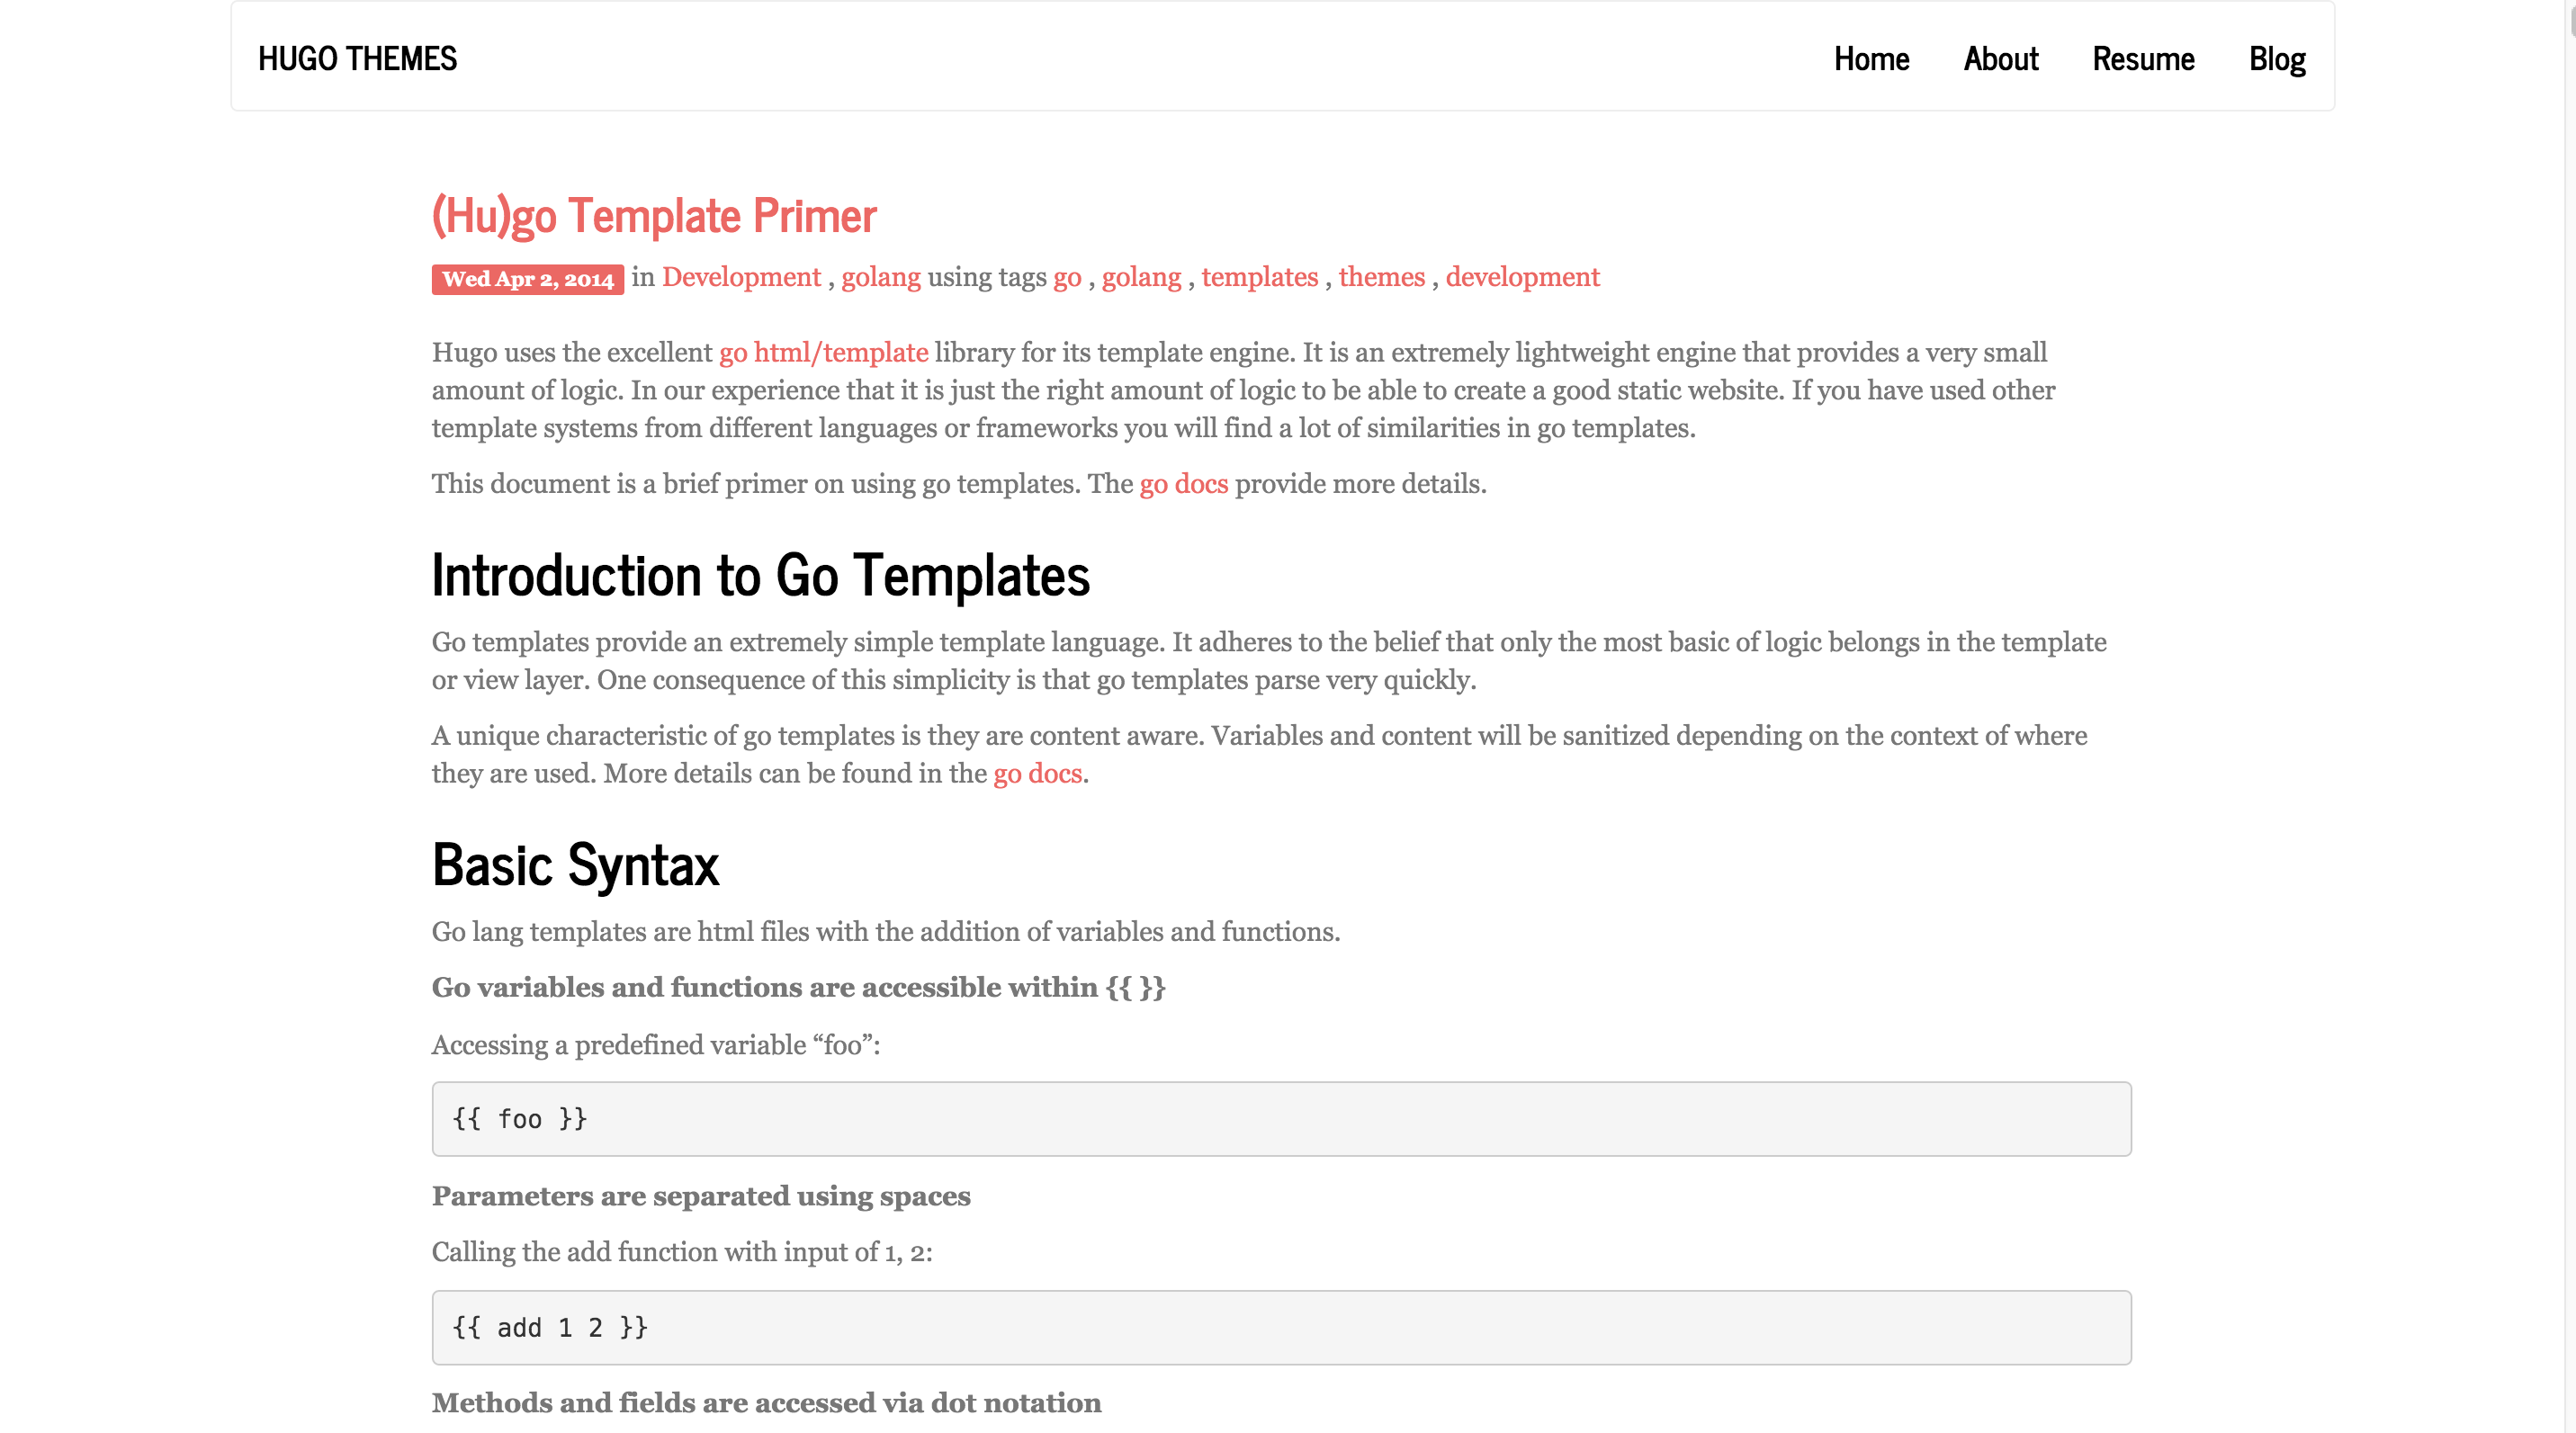 HUGO THEMES
Home About Resume Blog
(Hu)go Template Primer
Wed Apr 2, 2014 in Development , golang using tags go , golang , templates , themes , development
Hugo uses the excellent go html/template library for its template engine. It is an extremely lightweight engine that provides a very small
amount of logic. In our experience that it is just the right amount of logic to be able to create a good static website. If you have used other
template systems from different languages or frameworks you will find a lot of similarities in go templates.
This document is a brief primer on using go templates. The go docs provide more details.
Introduction to Go Templates
Go templates provide an extremely simple template language. It adheres to the belief that only the most basic of logic belongs in the template
or view layer. One consequence of this simplicity is that go templates parse very quickly.
A unique characteristic of go templates is they are content aware. Variables and content will be sanitized depending on the context of where
they are used. More details can be found in the go docs.
Basic Syntax
Go lang templates are html files with the addition of variables and functions.
Go variables and functions are accessible within {{ }}
Accessing a predefined variable “foo”:
{{ foo }}
Parameters are separated using spaces
Calling the add function with input of 1, 2:
{{ add 1 2 }}
Methods and fields are accessed via dot notation